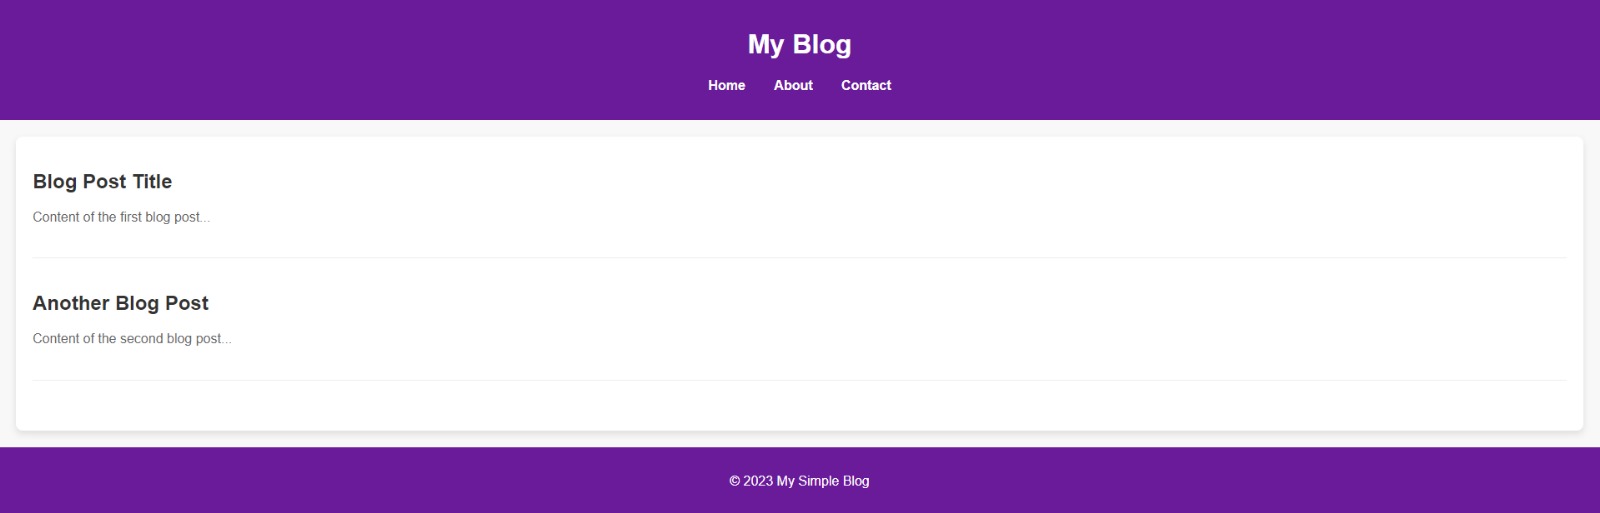 My Blog
Home About Contact
Blog Post Title
Content of the first blog post...
Another Blog Post
Content of the second blog post...
© 2023 My Simple Blog